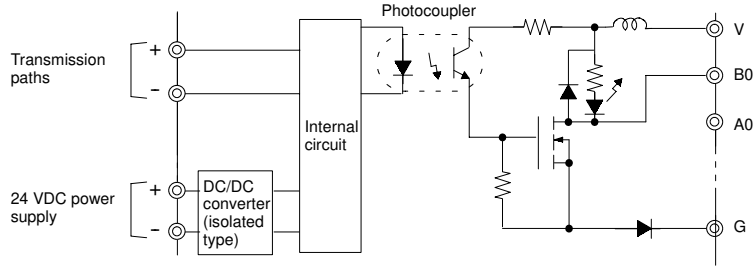 Photocoupler
Transmission
paths
+
−
Internal
circuit
24 VDC power
supply
+
−
DC/DC
converter
(isolated
type)
V
B0
A0
G